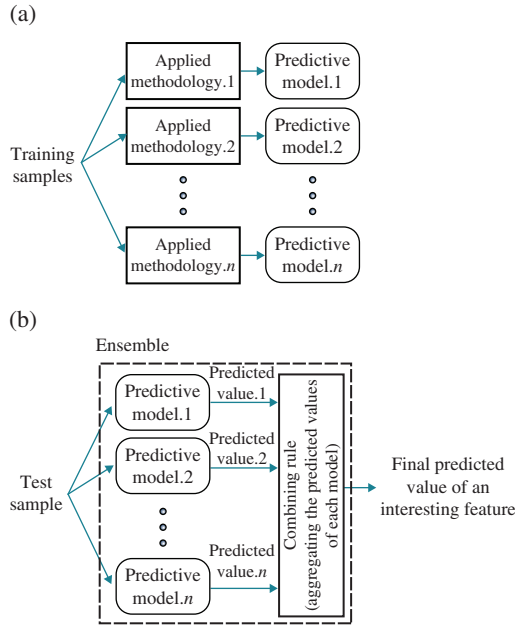 (a)
Applied
methodology.1
Predictive
model.1
Applied
methodology.2
Predictive
model.2
Training
samples
Applied
methodology.n
Predictive
model.n
(b)
Ensemble
Predictive
model.1
Predicted
value.1
Predictive
model.2
Predicted
value.2
Test
sample
Predictive
model.n
Predicted
value.n
Combining rule
(aggregating the predicted values
of each model)
Final predicted
value of an
interesting feature